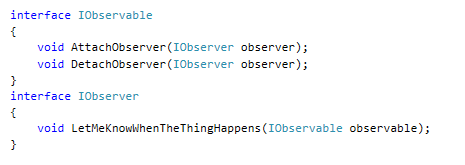 interface IObservable
{
    void AttachObserver(IObserver observer);
    void DetachObserver(IObserver observer);
}
interface IObserver
{
    void LetMeKnowWhenTheThingHappens(IObservable observable);
}